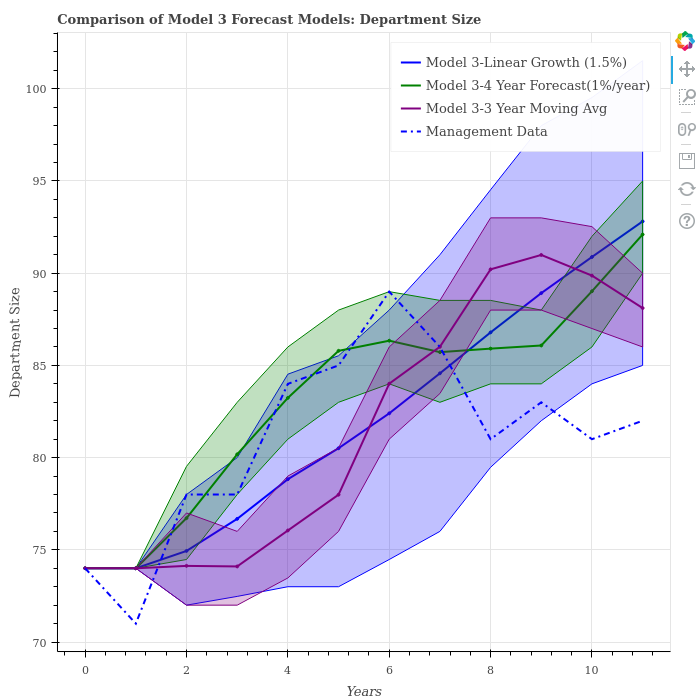 Comparison of Model 3 Forecast Models: Department Size
Model 3-Linear Growth (1.5%)
Model 3-4 Year Forecast(1%/year)
Model 3-3 Year Moving Avg
Management Data
Department Size
100
95
90
85
80
75
70
0 2 4 6 8 10
Years